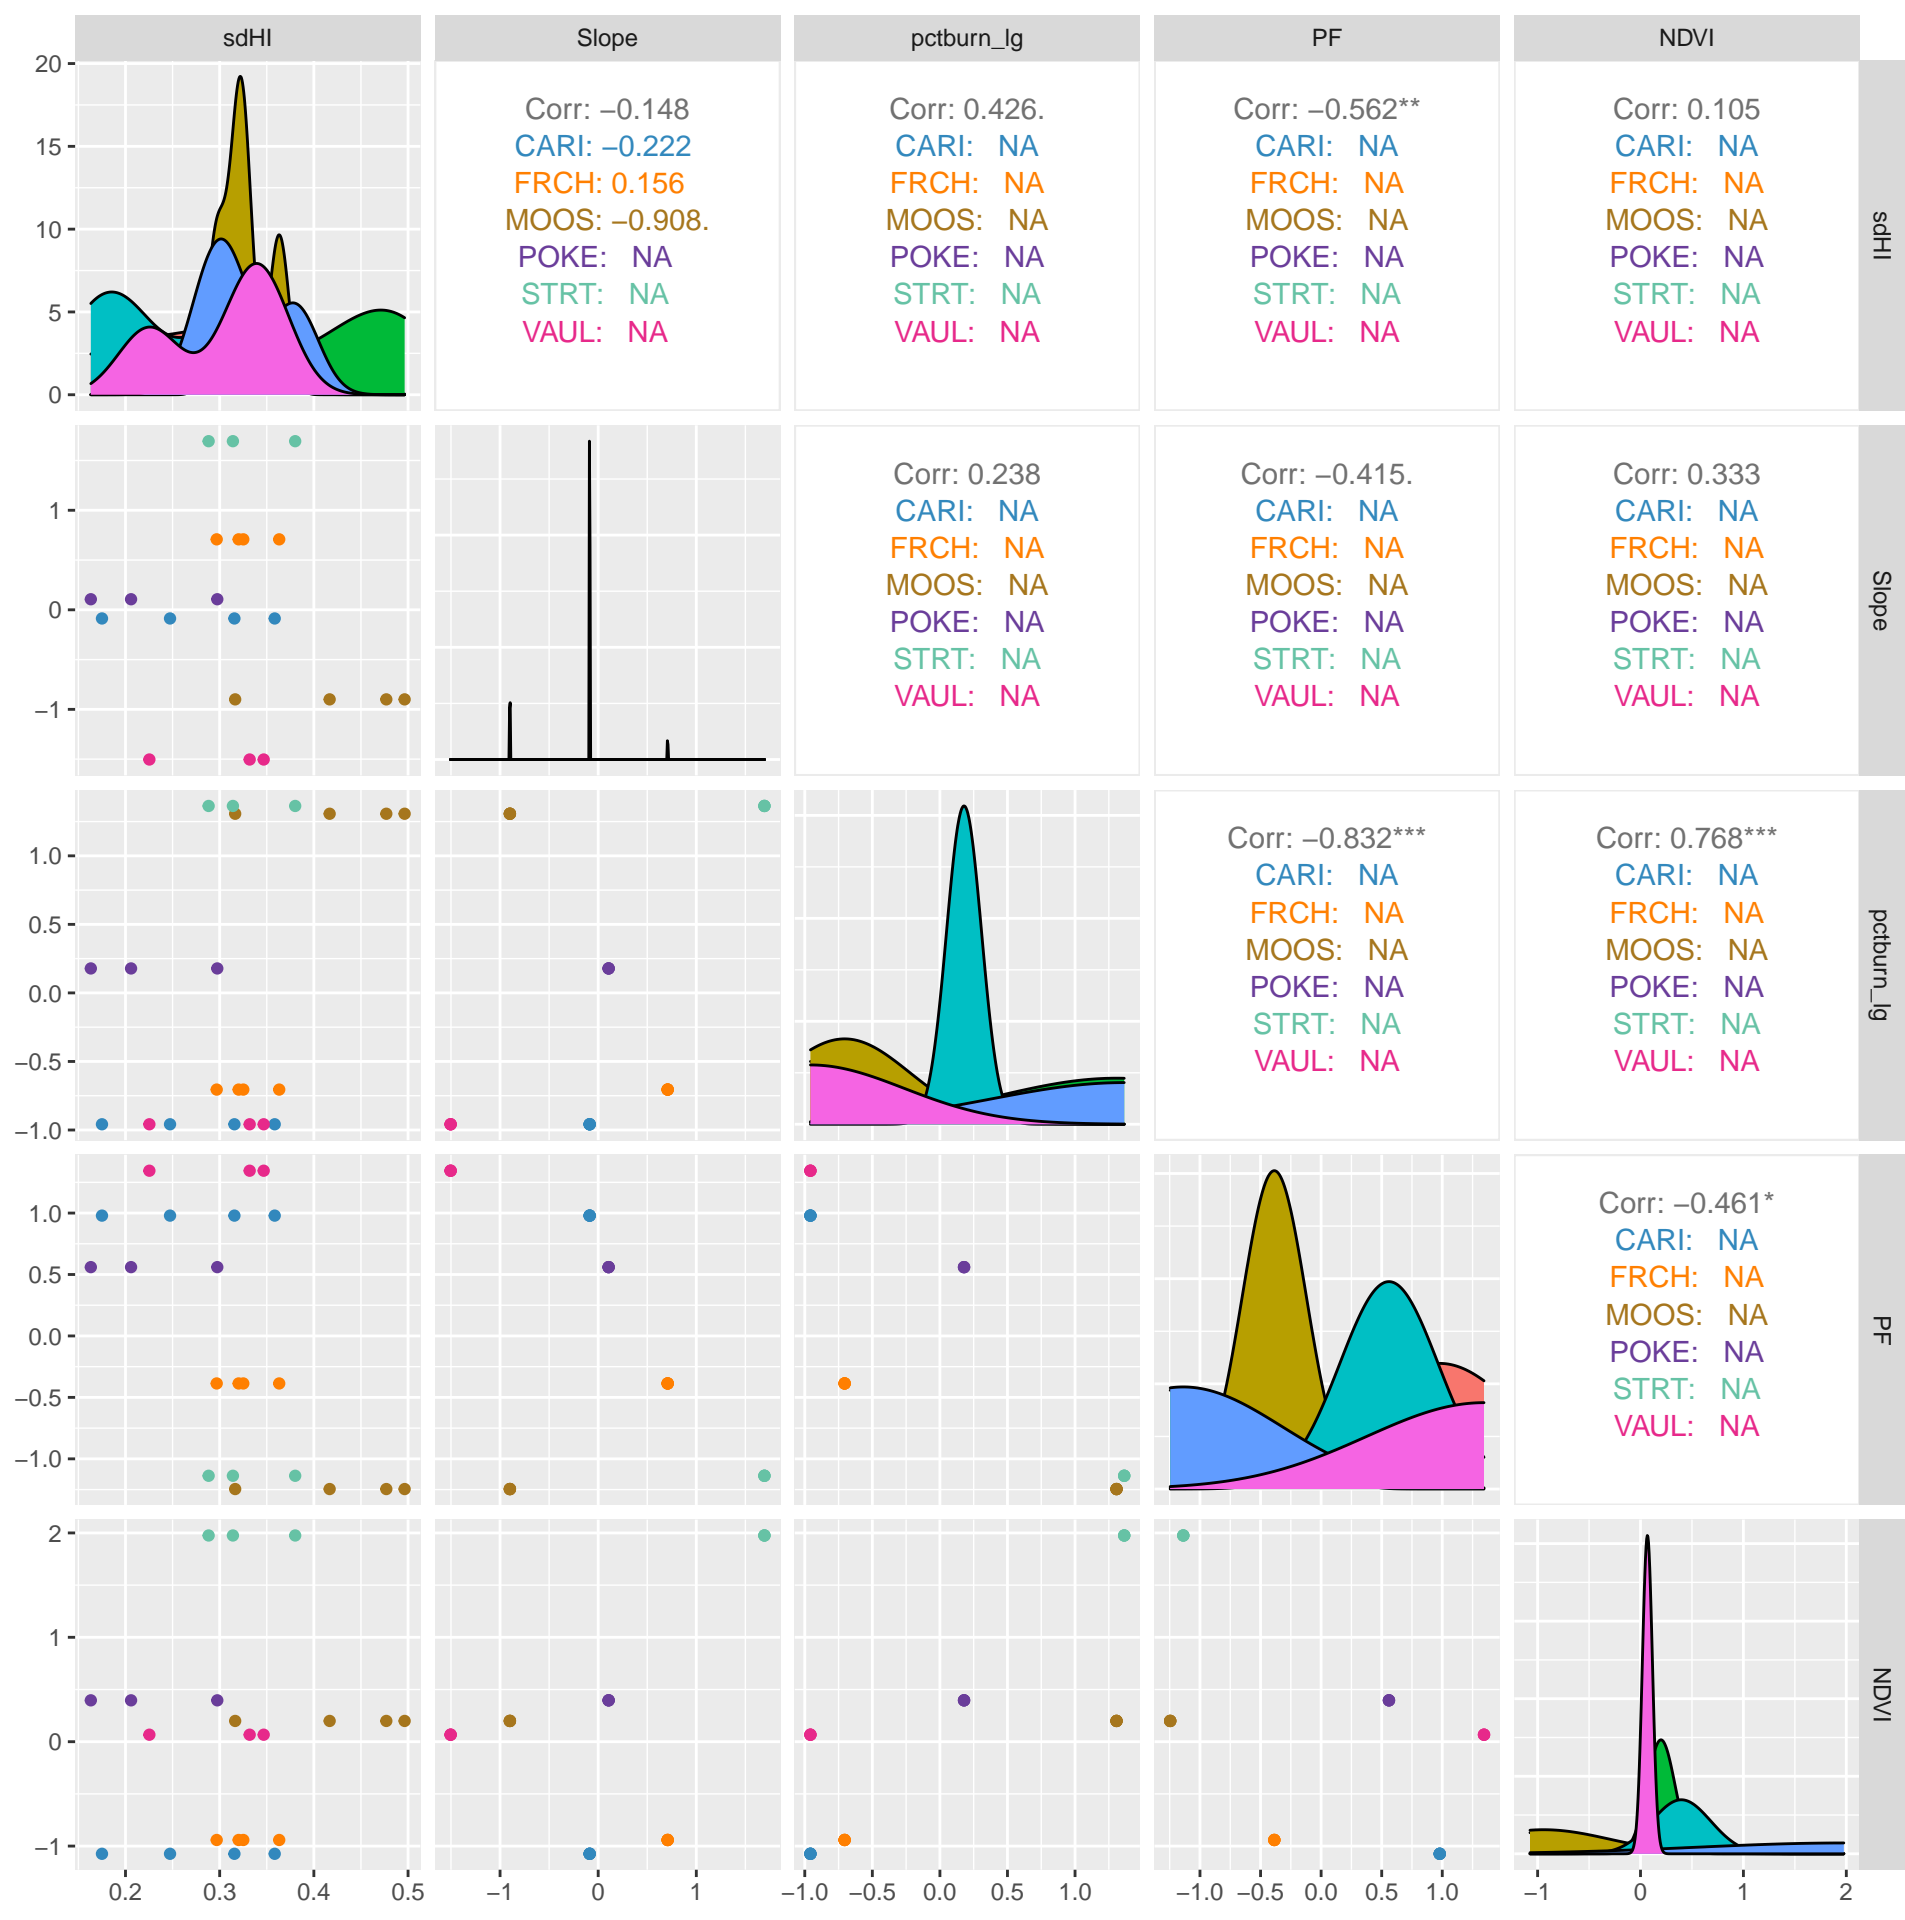 sdHI Slope pctburn_lg PF NDVI
20
15
10
5
0
Corr: −0.148
CARI: −0.222
FRCH: 0.156
MOOS: −0.908.
POKE: NA
STRT: NA
VAUL: NA
Corr: 0.426.
CARI: NA
FRCH: NA
MOOS: NA
POKE: NA
STRT: NA
VAUL: NA
Corr: −0.562**
CARI: NA
FRCH: NA
MOOS: NA
POKE: NA
STRT: NA
VAUL: NA
Corr: 0.105
CARI: NA
FRCH: NA
MOOS: NA
POKE: NA
STRT: NA
VAUL: NA
sdHI
1
0
−1
Corr: 0.238
CARI: NA
FRCH: NA
MOOS: NA
POKE: NA
STRT: NA
VAUL: NA
Corr: −0.415.
CARI: NA
FRCH: NA
MOOS: NA
POKE: NA
STRT: NA
VAUL: NA
Corr: 0.333
CARI: NA
FRCH: NA
MOOS: NA
POKE: NA
STRT: NA
VAUL: NA
Slope
1.0
0.5
0.0
−0.5
−1.0
Corr: −0.832***
CARI: NA
FRCH: NA
MOOS: NA
POKE: NA
STRT: NA
VAUL: NA
Corr: 0.768***
CARI: NA
FRCH: NA
MOOS: NA
POKE: NA
STRT: NA
VAUL: NA
pctburn_lg
1.0
0.5
0.0
−0.5
−1.0
Corr: −0.461*
CARI: NA
FRCH: NA
MOOS: NA
POKE: NA
STRT: NA
VAUL: NA
PF
2
1
0
−1
NDVI
0.2 0.3 0.4 0.5 −1 0 1 −1.0 −0.5 0.0 0.5 1.0 −1.0 −0.5 0.0 0.5 1.0 −1 0 1 2